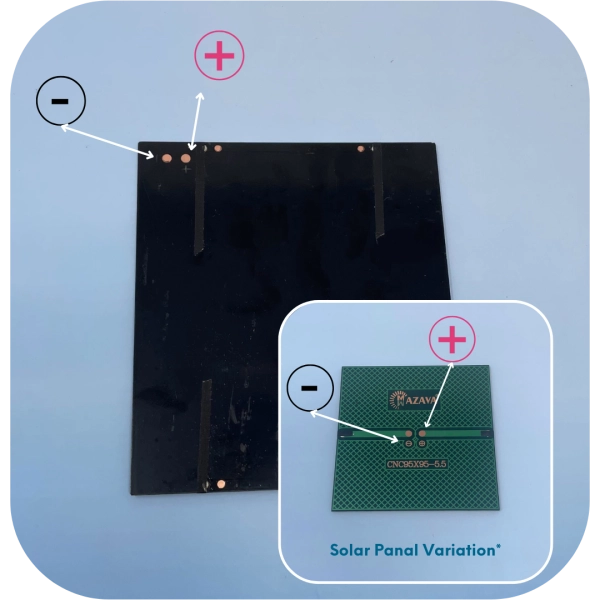 +
-
+
+
-
MAZAVA
CNC95X95-5.5
Solar Panal Variation*